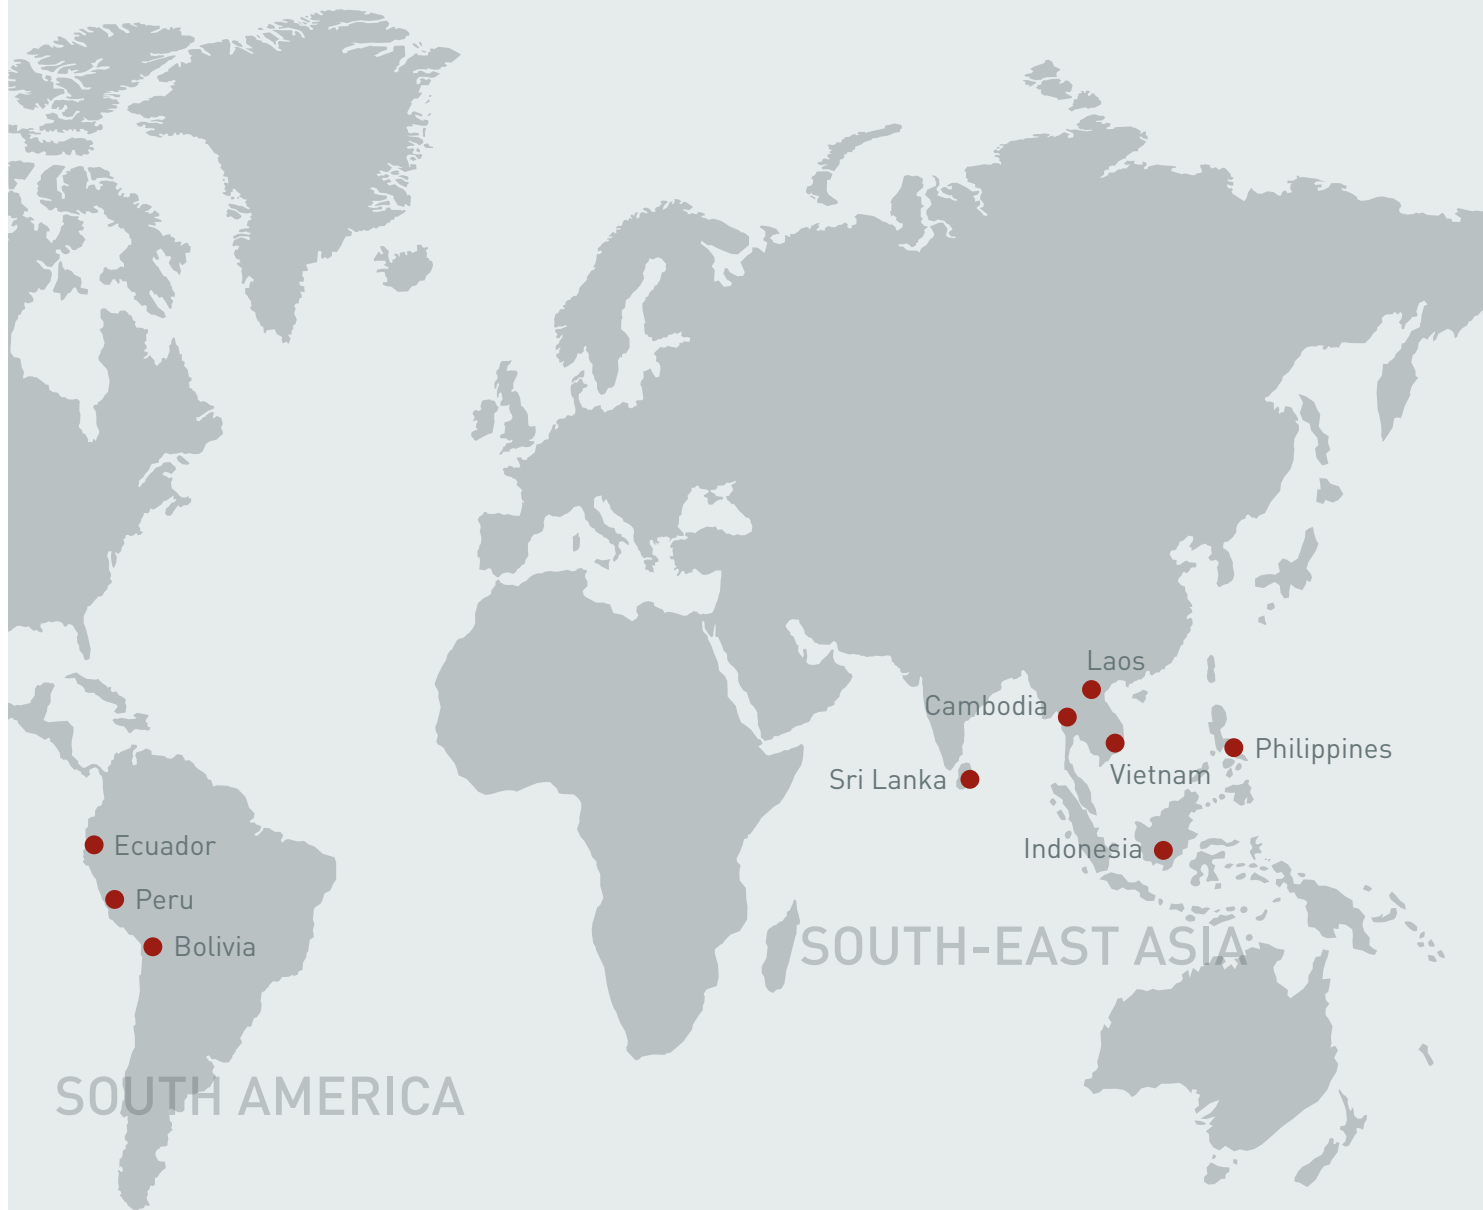 Laos
Cambodia
Philippines
Vietnam
Sri Lanka
Ecuador
Indonesia
Peru
Bolivia
SOUTH-EAST ASIA
SOUTH AMERICA